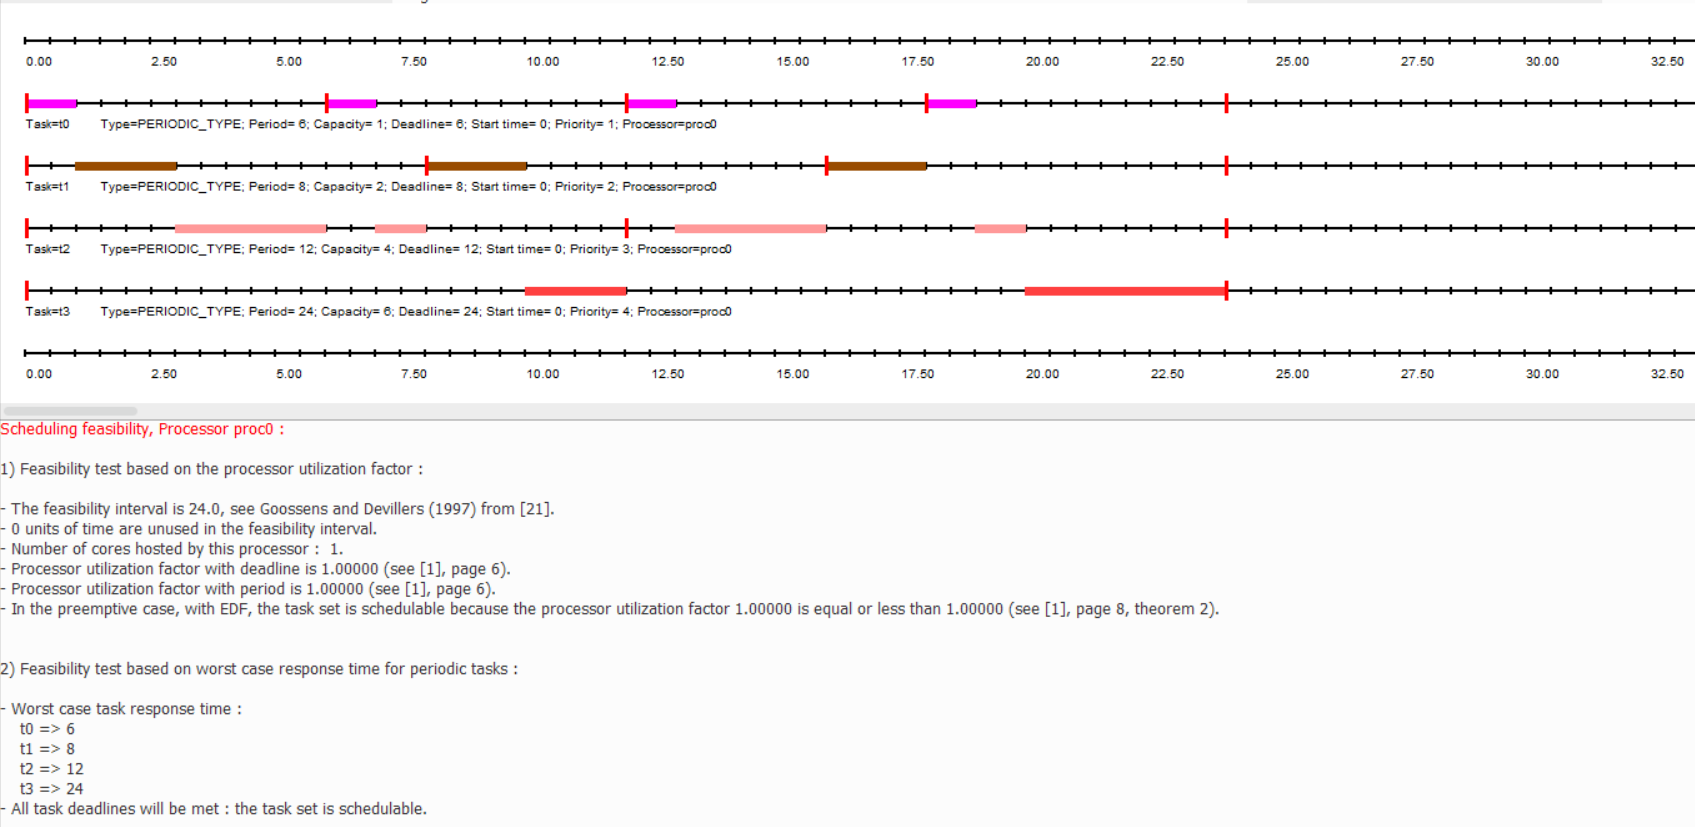 0.00 2.50 5.00 7.50 10.00 12.50 15.00 17.50 20.00 22.50 25.00 27.50 30.00 32.50
Task=t0 Type=PERIODIC_TYPE; Period= 6; Capacity= 1; Deadline= 6; Start time= 0; Priority= 1; Processor=proc0
Task=t1 Type=PERIODIC_TYPE; Period= 8; Capacity= 2; Deadline= 8; Start time= 0; Priority= 2; Processor=proc0
Task=t2 Type=PERIODIC_TYPE; Period= 12; Capacity= 4; Deadline= 12; Start time= 0; Priority= 3; Processor=proc0
Task=t3 Type=PERIODIC_TYPE; Period= 24; Capacity= 6; Deadline= 24; Start time= 0; Priority= 4; Processor=proc0
0.00 2.50 5.00 7.50 10.00 12.50 15.00 17.50 20.00 22.50 25.00 27.50 30.00 32.50
Scheduling feasibility, Processor proc0 :
1) Feasibility test based on the processor utilization factor :
- The feasibility interval is 24.0, see Goossens and Devillers (1997) from [21].
- 0 units of time are unused in the feasibility interval.
- Number of cores hosted by this processor : 1.
- Processor utilization factor with deadline is 1.00000 (see [1], page 6).
- Processor utilization factor with period is 1.00000 (see [1], page 6).
- In the preemptive case, with EDF, the task set is schedulable because the processor utilization factor 1.00000 is equal or less than 1.00000 (see [1], page 8, theorem 2).
2) Feasibility test based on worst case response time for periodic tasks :
- Worst case task response time :
t0 => 6
t1 => 8
t2 => 12
t3 => 24
- All task deadlines will be met : the task set is schedulable.